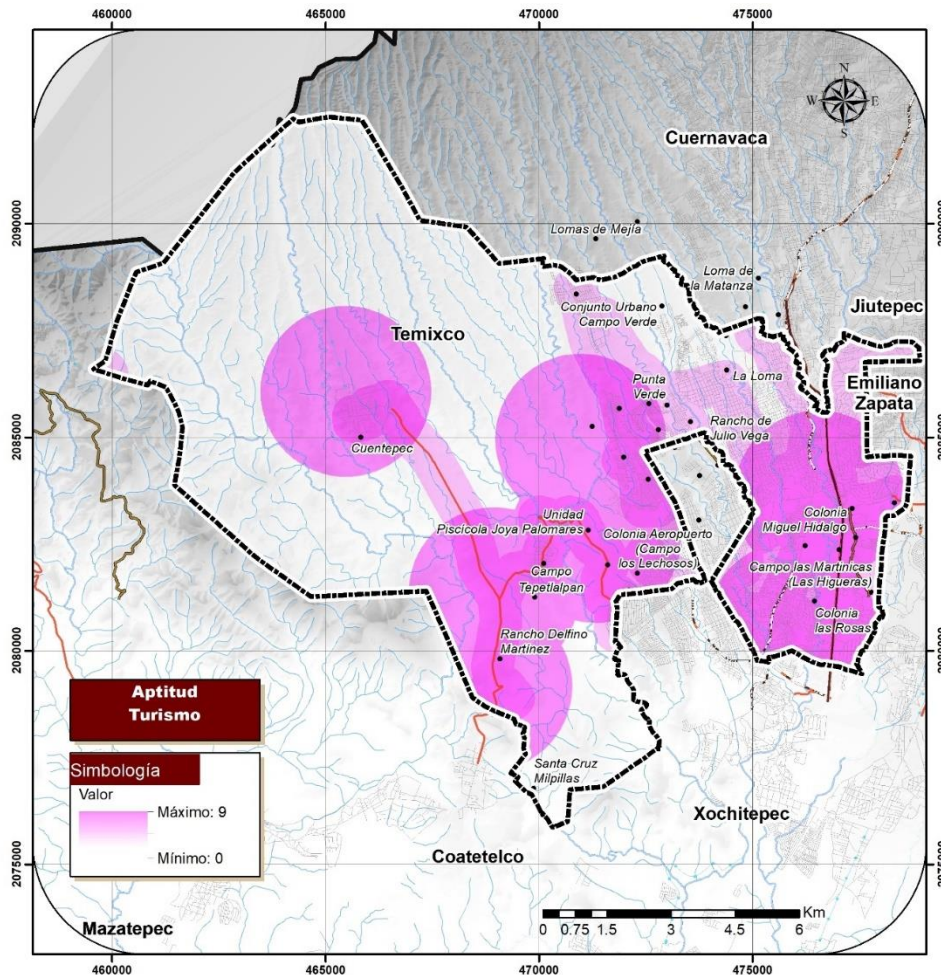 460000
465000
470000
475000
N
W
E
S
Cuernavaca
2090000
Lomas de Mejía
Loma de
la Matanza
Conjunto Urbano
Campo Verde
Jiutepec
Temixco
La Loma
Emiliano
Zapata
Punta
Verde
Rancho de
Julio Vega
2085000
Cuentepec
Unidad
Piscícola Joya Palomares
Colonia
Miguel Hidalgo
Colonia Aeropuerto
(Campo
los Lechosos)
Campo
Tepetlalpan
Campo las Martinicas
(Las Higueras)
Colonia
las Rosas
Rancho Delfino
Martínez
2080000
2080000
Aptitud
Turismo
Simbología
Valor
Máximo: 9
Mínimo: 0
Santa Cruz
Milpillas
Xochitepec
Coatetelco
2075000
2075000
Mazatepec
Km
0 0.75 1.5 3 4.5 6
460000
465000
470000
475000